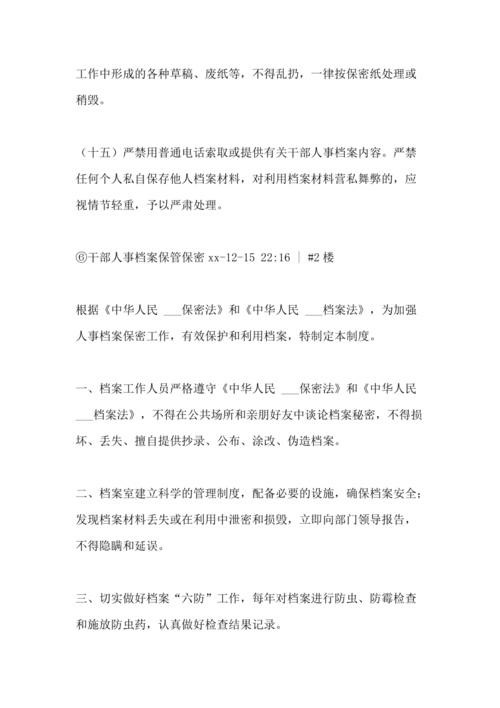 工作中形成的各种草稿、废纸等，不得乱扔，一律按保密纸处理或
稍毁。
（十五）严禁用普通电话索取或提供有关干部人事档案内容。严禁
任何个人私自保存他人档案材料，对利用档案材料营私舞弊的，应
视情节轻重，予以严肃处理。
⑥干部人事档案保管保密 xx-12-15 22:16 | #2 楼
根据《中华人民 ___保密法》和《中华人民 ___档案法》，为加强
人事档案保密工作，有效保护和利用档案，特制定本制度。
一、档案工作人员严格遵守《中华人民 ___保密法》和《中华人民
___档案法》，不得在公共场所和亲朋好友中谈论档案秘密，不得损
坏、丢失、擅自提供抄录、公布、涂改、伪造档案。
二、档案室建立科学的管理制度，配备必要的设施，确保档案安全；
发现档案材料丢失或在利用中泄密和损毁，立即向部门领导报告，
不得隐瞒和延误。
三、切实做好档案“六防”工作，每年对档案进行防虫、防霉检查
和施放防虫药，认真做好检查结果记录。